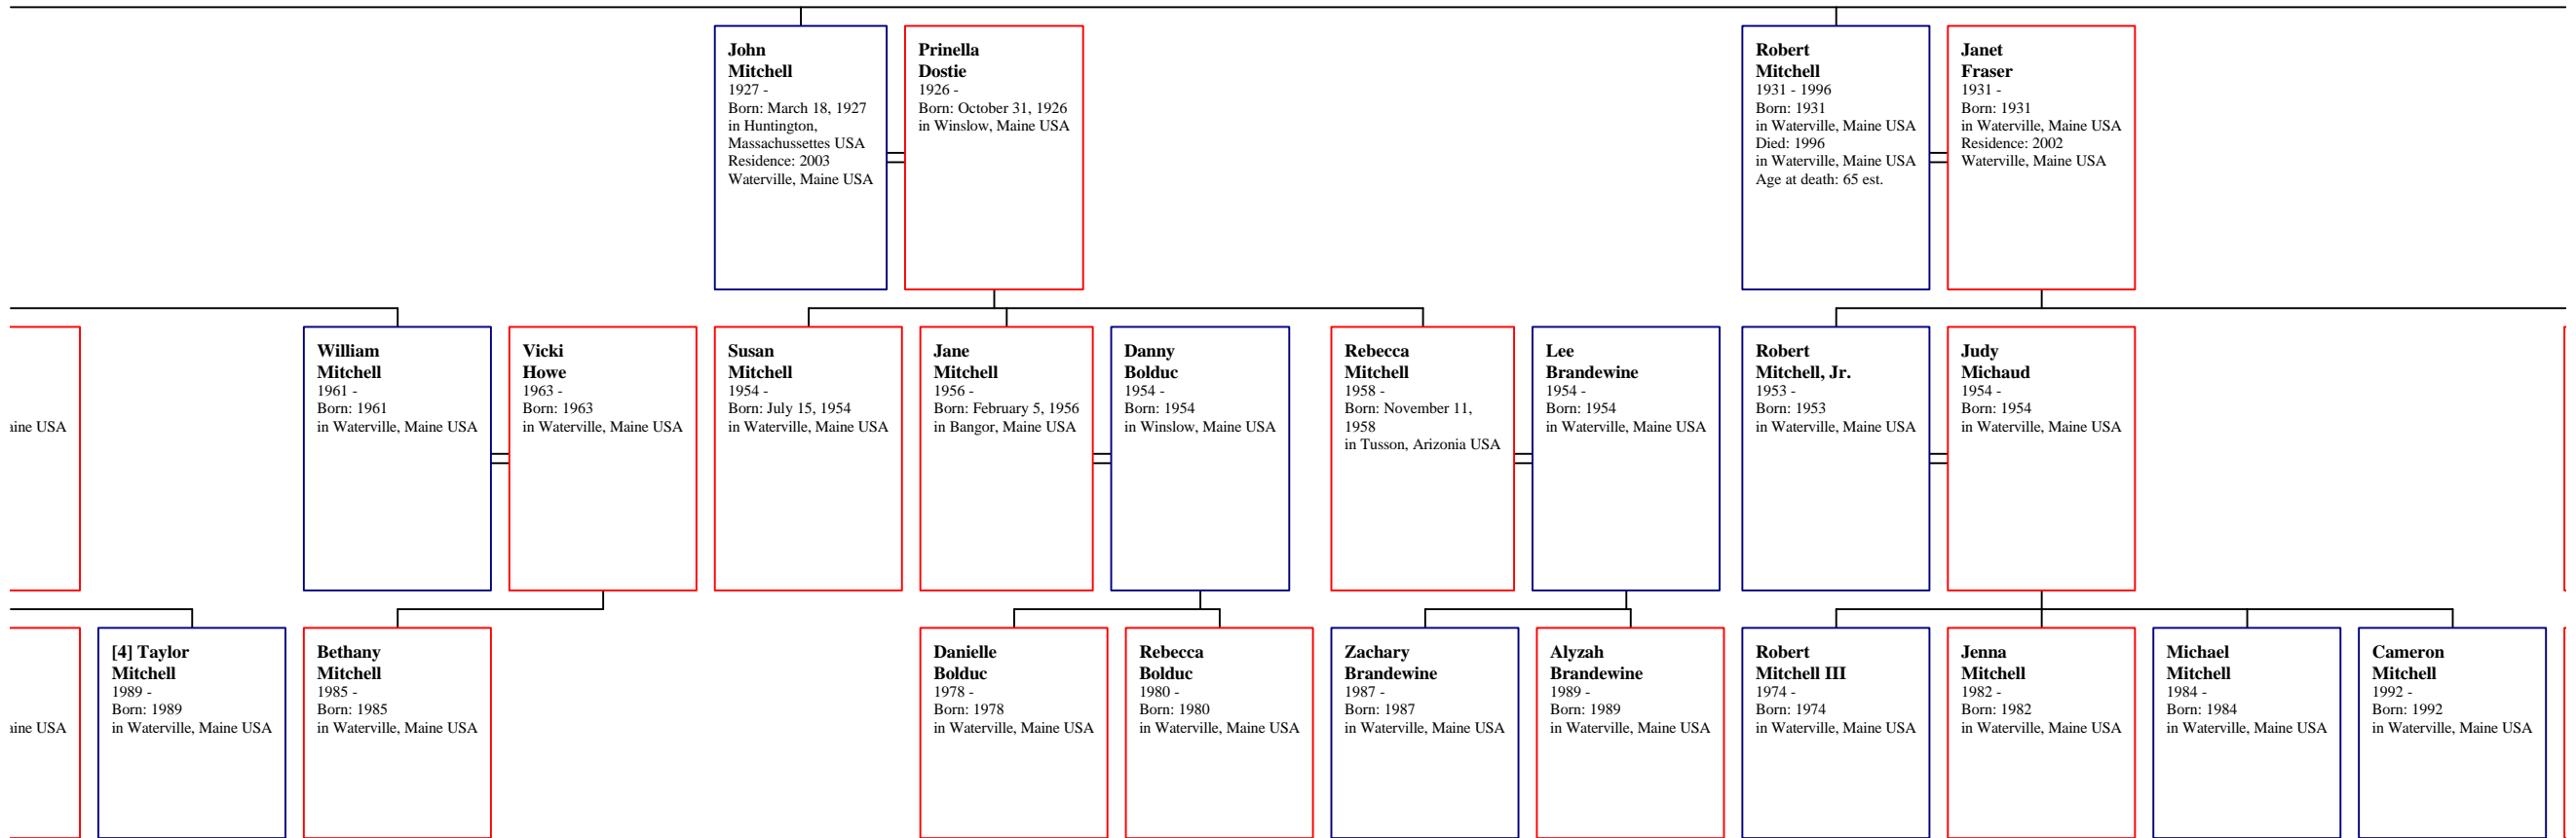 John
Mitchell
1927 -
Born: March 18, 1927
in Huntington,
Massachussettes USA
Residence: 2003
Waterville, Maine USA
Prinella
Dostie
1926 -
Born: October 31, 1926
in Winslow, Maine USA
Robert
Mitchell
1931 - 1996
Born: 1931
in Waterville, Maine USA
Died: 1996
in Waterville, Maine USA
Age at death: 65 est.
Janet
Fraser
1931 -
Born: 1931
in Waterville, Maine USA
Residence: 2002
Waterville, Maine USA
USA
William
Mitchell
1961 -
Born: 1961
in Waterville, Maine USA
Vicki
Howe
1963 -
Born: 1963
in Waterville, Maine USA
Susan
Mitchell
1954 -
Born: July 15, 1954
in Waterville, Maine USA
Jane
Mitchell
1956 -
Born: February 5, 1956
in Bangor, Maine USA
Danny
Bolduc
1954 -
Born: 1954
in Winslow, Maine USA
Rebecca
Mitchell
1958 -
Born: November 11,
1958
in Tusson, Arizonia USA
Lee
Brandewine
1954 -
Born: 1954
in Waterville, Maine USA
Robert
Mitchell, Jr.
1953 -
Born: 1953
in Waterville, Maine USA
Judy
Michaud
1954 -
Born: 1954
in Waterville, Maine USA
USA
[4] Taylor
Mitchell
1989 -
Born: 1989
in Waterville, Maine USA
Bethany
Mitchell
1985 -
Born: 1985
in Waterville, Maine USA
Danielle
Bolduc
1978 -
Born: 1978
in Waterville, Maine USA
Rebecca
Bolduc
1980 -
Born: 1980
in Waterville, Maine USA
Zachary
Brandewine
1987 -
Born: 1987
in Waterville, Maine USA
Alyzah
Brandewine
1989 -
Born: 1989
in Waterville, Maine USA
Robert
Mitchell III
1974 -
Born: 1974
in Waterville, Maine USA
Jenna
Mitchell
1982 -
Born: 1982
in Waterville, Maine USA
Michael
Mitchell
1984 -
Born: 1984
in Waterville, Maine USA
Cameron
Mitchell
1992 -
Born: 1992
in Waterville, Maine USA